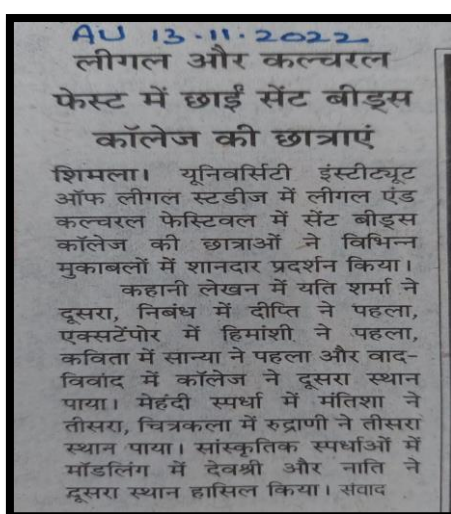 AU 13.11.2022
लीगल और कल्चरल
फेस्ट में छाईं सेंट बीड्स
कॉलेज की छात्राएं
शिमला। यूनिवर्सिटी इंस्टीट्यूट
ऑफ लीगल स्टडीज में लीगल एंड
कल्चरल फेस्टिवल में सेंट बीड्स
कॉलेज की छात्राओं ने विभिन्न
मुकाबलों में शानदार प्रदर्शन किया।
कहानी लेखन में यति शर्मा ने
दूसरा, निबंध में दीप्ति ने पहला,
एक्सटेंपोर में हिमांशी ने पहला,
कविता में सान्या ने पहला और वाद-
विवाद में कॉलेज ने दूसरा स्थान
पाया। मेहंदी स्पर्धा में मंतिशा ने
तीसरा, चित्रकला में रुद्राणी ने तीसरा
स्थान पाया। सांस्कृतिक स्पर्धाओं में
मॉडलिंग में देवश्री और नाति ने
दूसरा स्थान हासिल किया। संवाद